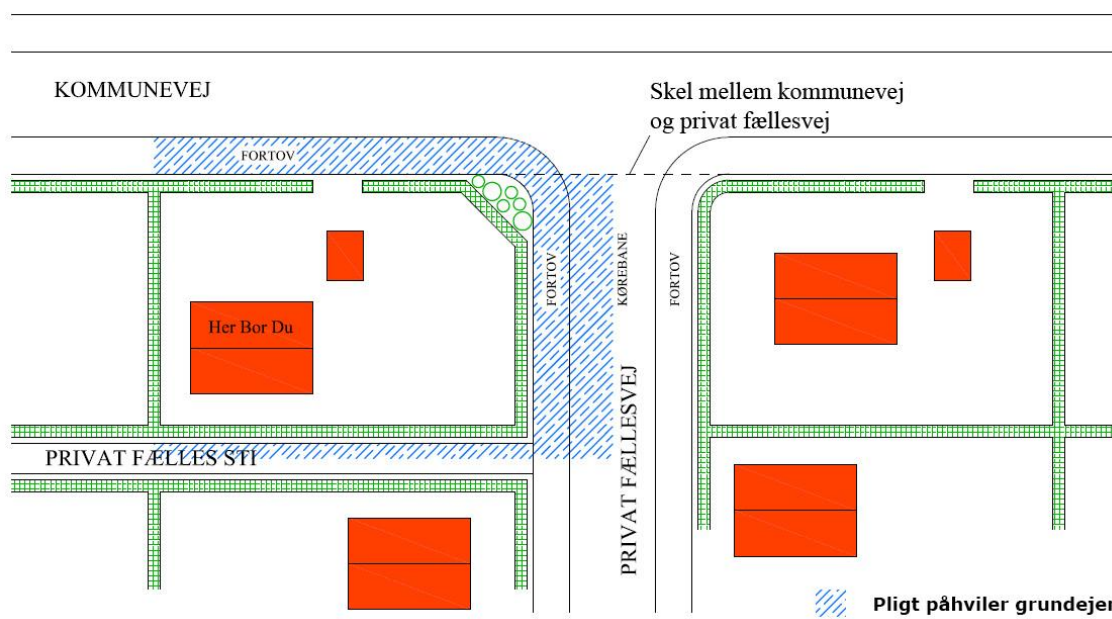 KOMMUNEVEJ
Skel mellem kommunevej
og privat fællesvej
FORTOV
FORTOV
KØREBANE
FORTOV
Her Bor Du
PRIVAT FÆLLESVEJ
PRIVAT FÆLLES STI
Pligt påhviler grundejer